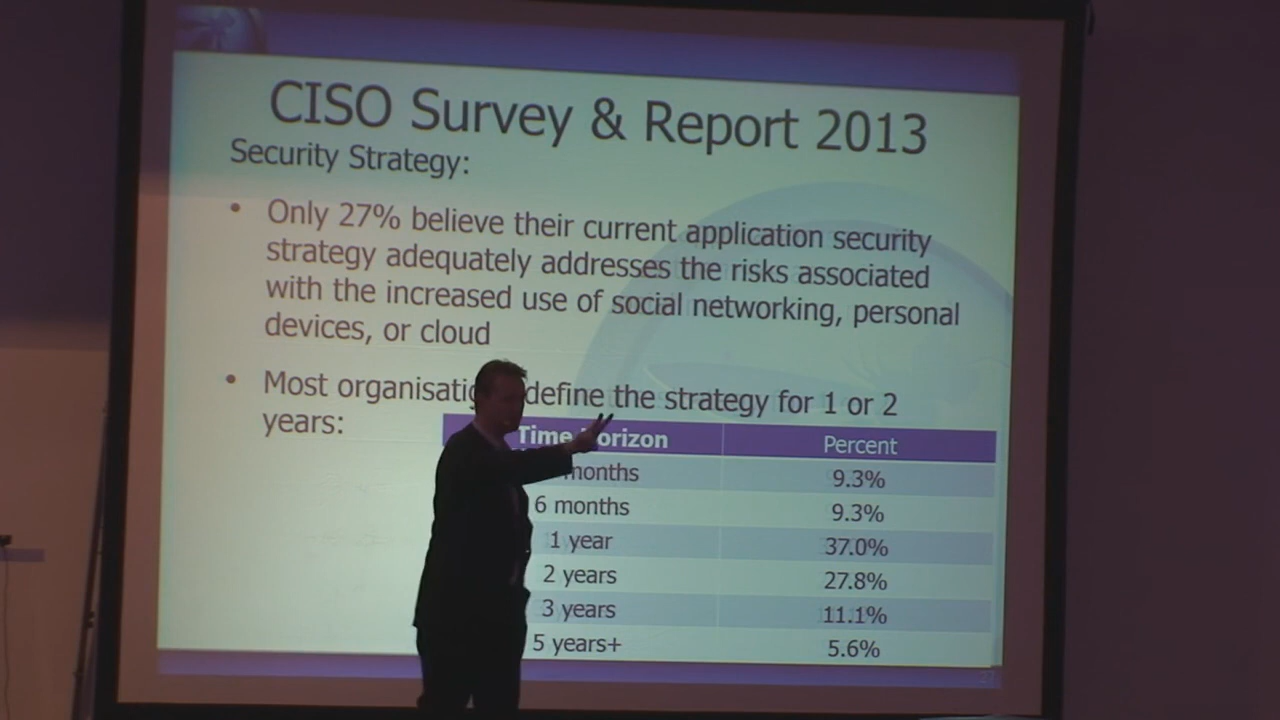 CISO Survey & Report 2013
Security Strategy:
• Only 27% believe their current application security
strategy adequately addresses the risks associated
with the increased use of social networking, personal
devices, or cloud
• Most define the strategy for 1 or 2
years:
Time Percent
months 9.3%
6 months 9.3%
1 year 37.0%
2 years 27.8%
3 years 11.1%
5 years+ 5.6%